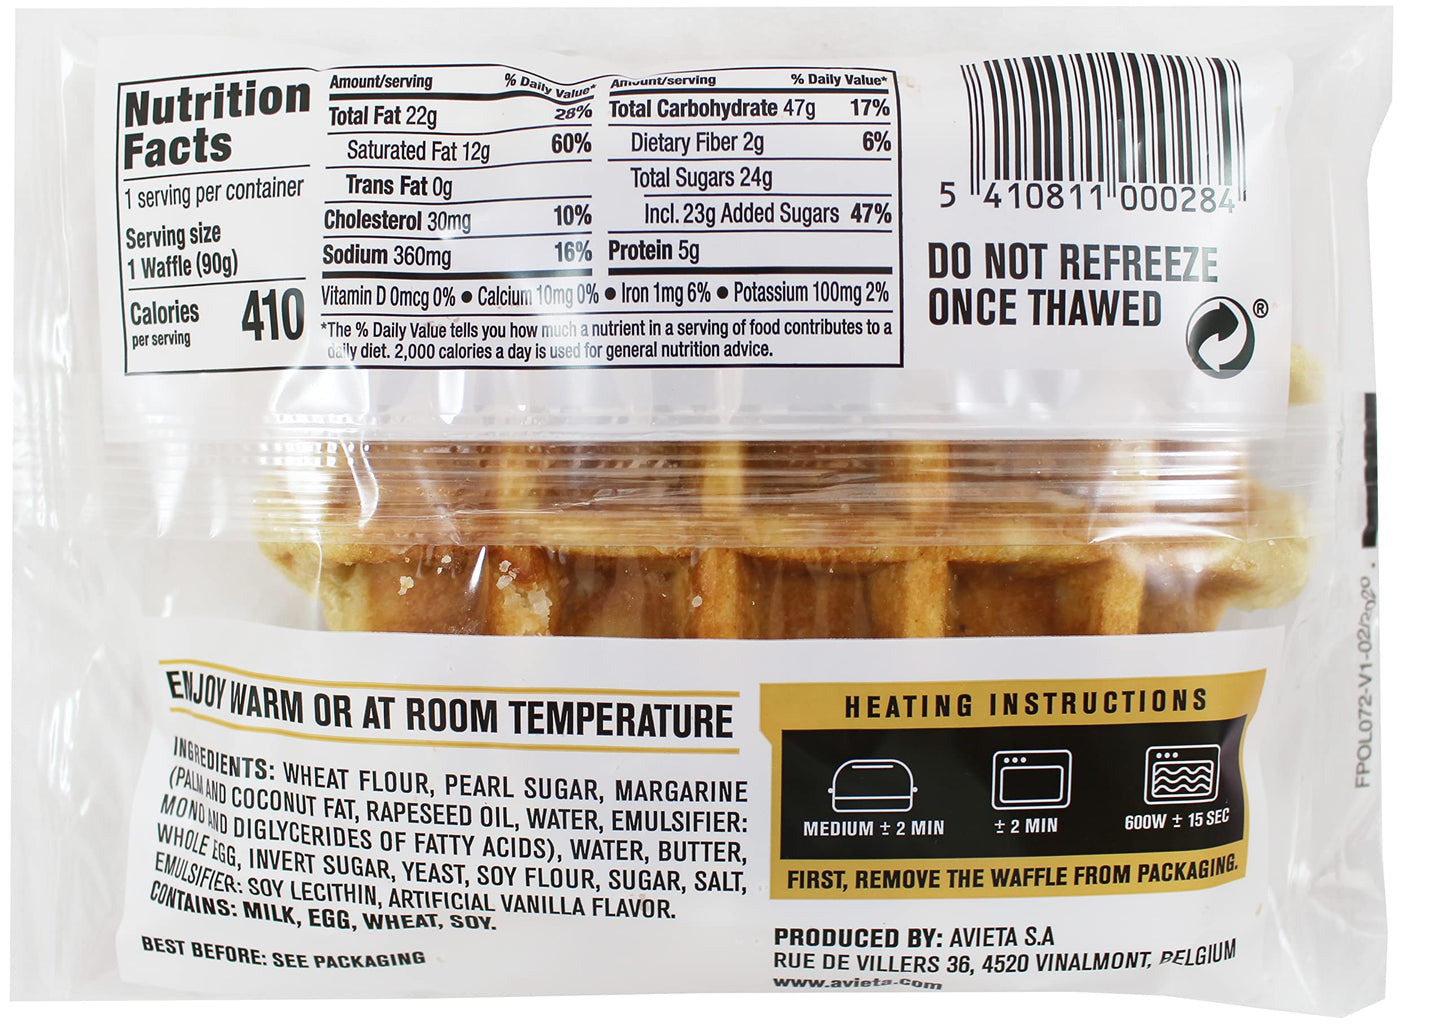 Nutrition
Facts
1 serving per container
Serving size
1 Waffle (90g)
Calories
per serving
410
Amount/serving % Daily Value*
Total Fat 22g 28%
Saturated Fat 12g 60%
Trans Fat 0g
Cholesterol 30mg 10%
Sodium 360mg 16%
Amount/serving % Daily Value*
Total Carbohydrate 47g 17%
Dietary Fiber 2g 6%
Total Sugars 24g
Incl. 23g Added Sugars 47%
Protein 5g
Vitamin D 0mcg 0% ● Calcium 10mg 0% ● Iron 1mg 6% ● Potassium 100mg 2%
*The % Daily Value tells you how much a nutrient in a serving of food contributes to a
daily diet. 2,000 calories a day is used for general nutrition advice.
5 410811 000284
DO NOT REFREEZE
ONCE THAWED
®
ENJOY WARM OR AT ROOM TEMPERATURE
INGREDIENTS: WHEAT FLOUR, PEARL SUGAR, MARGARINE
(PALM AND COCONUT FAT, RAPESEED OIL, WATER, EMULSIFIER:
MONO AND DIGLYCERIDES OF FATTY ACIDS), WATER, BUTTER,
WHOLE EGG, INVERT SUGAR, YEAST, SOY FLOUR, SUGAR, SALT,
EMULSIFIER: SOY LECITHIN, ARTIFICIAL VANILLA FLAVOR.
CONTAINS: MILK, EGG, WHEAT, SOY.
BEST BEFORE: SEE PACKAGING
HEATING INSTRUCTIONS
MEDIUM ± 2 MIN
± 2 MIN
600W ± 15 SEC
FIRST, REMOVE THE WAFFLE FROM PACKAGING.
PRODUCED BY: AVIETA S.A
RUE DE VILLERS 36, 4520 VINALMONT, BELGIUM
www.avieta.com
FPOL072-V1-02/2020